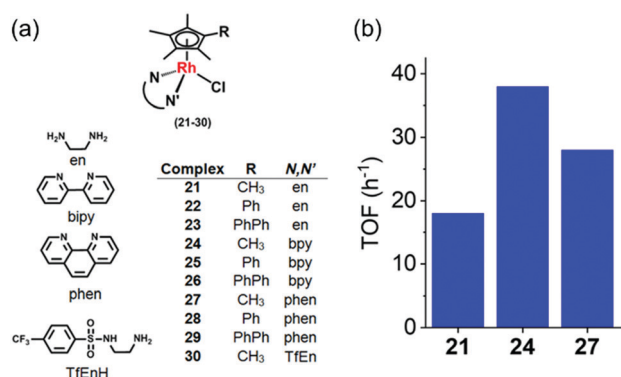 (a)
R
Rh
N
N'
Cl
(21-30)
H₂N NH₂
en
N N
bipy
N N
phen
CF₃ O S O NH NH₂
TfEnH
Complex R N,N'
21 CH₃ en
22 Ph en
23 PhPh en
24 CH₃ bpy
25 Ph bpy
26 PhPh bpy
27 CH₃ phen
28 Ph phen
29 PhPh phen
30 CH₃ TfEn
(b)
TOF (h⁻¹)
40
30
20
10
0
21 24 27